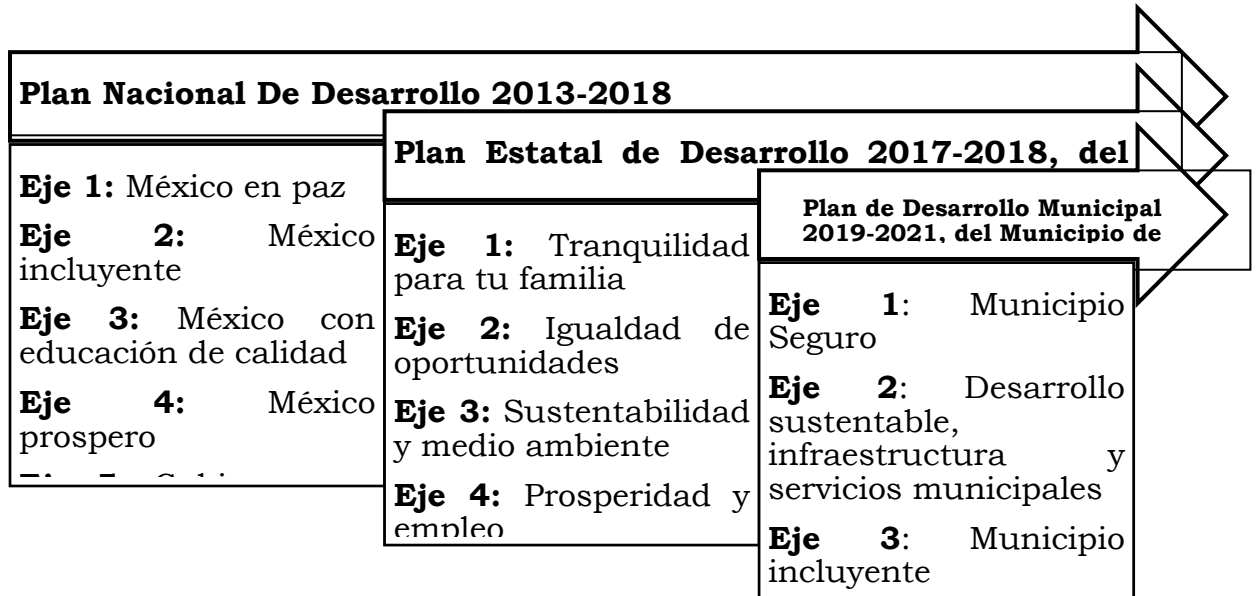 Plan Nacional De Desarrollo 2013-2018
Eje 1: México en paz
Eje 2: México
incluyente
Eje 3: México con
educación de calidad
Eje 4: México
prospero
Plan Estatal de Desarrollo 2017-2018, del
Eje 1: Tranquilidad
para tu familia
Eje 2: Igualdad de
oportunidades
Eje 3: Sustentabilidad
y medio ambiente
Eje 4: Prosperidad y
empleo
Plan de Desarrollo Municipal
2019-2021, del Municipio de
Eje 1: Municipio
Seguro
Eje 2: Desarrollo
sustentable,
infraestructura y
servicios municipales
Eje 3: Municipio
incluyente